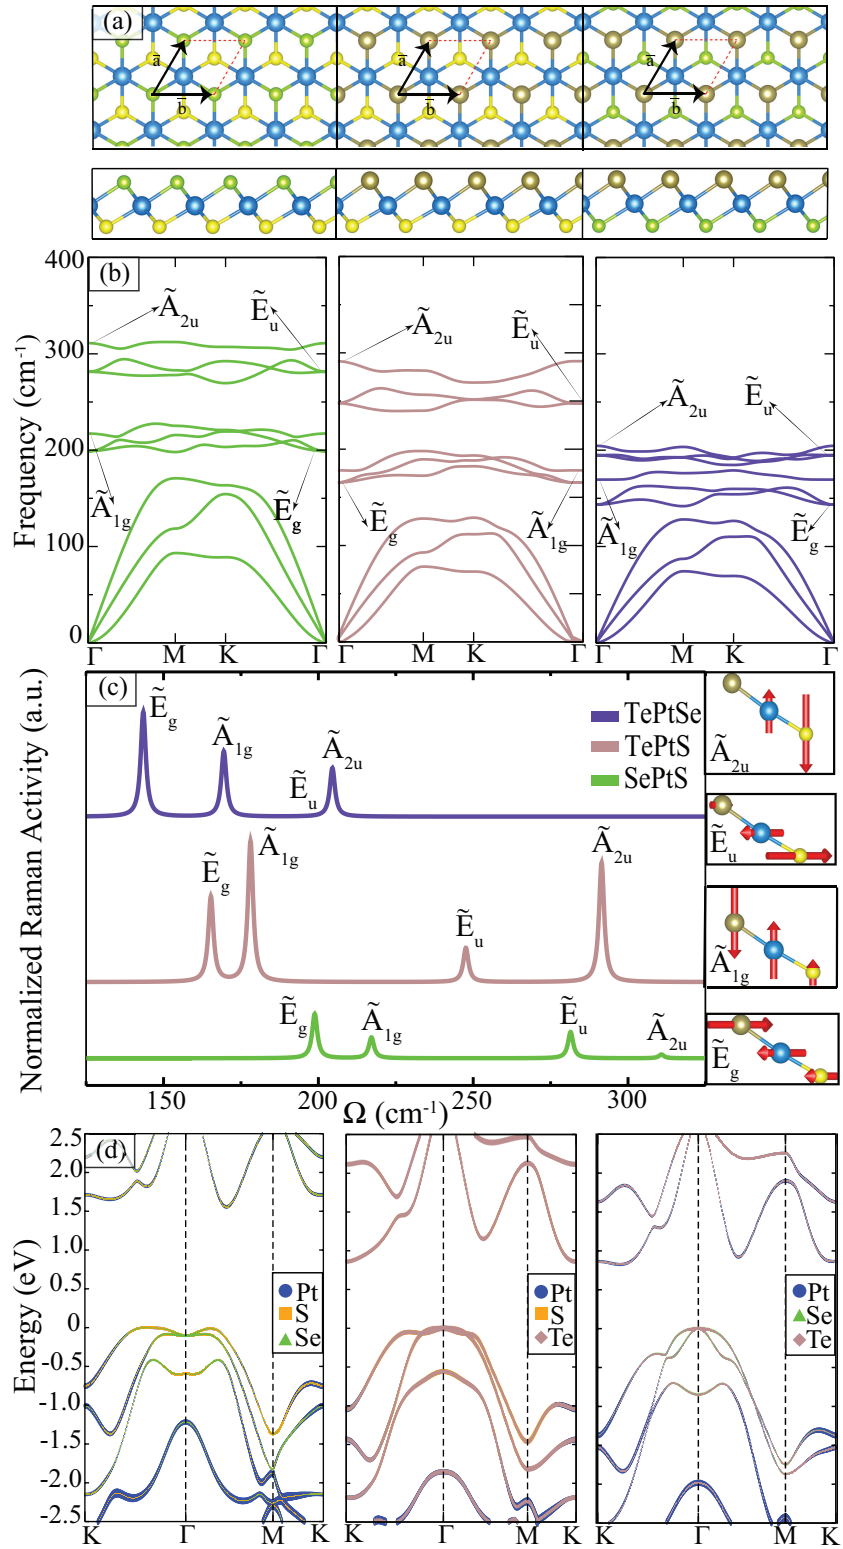 (a)
a̅ a̅ a̅
b̅ b̅ b̅
(b)
Frequency (cm⁻¹)
400
300
200
100
0
Ã₂ᵤ Ẽᵤ
Ã₁g Ẽg
Ã₂ᵤ Ẽᵤ
Ẽg Ã₁g
Ã₂ᵤ Ẽᵤ
Ã₁g Ẽg
Γ M K Γ
Γ M K Γ
Γ M K Γ
(c)
Normalized Raman Activity (a.u.)
Ẽg Ã₁g Ẽᵤ Ã₂ᵤ
TePtSe
TePtS
SePtS
Ẽg Ã₁g Ẽᵤ Ã₂ᵤ
Ẽg Ã₁g Ẽᵤ Ã₂ᵤ
150 200 250 300
Ω (cm⁻¹)
Ã₂ᵤ
Ẽᵤ
Ã₁g
Ẽg
(d)
Energy (eV)
2.5
2.0
1.5
1.0
0.5
0
-0.5
-1.0
-1.5
-2.0
-2.5
Pt
S
Se
Pt
S
Te
Pt
Se
Te
K Γ M K
K Γ M K
K Γ M K